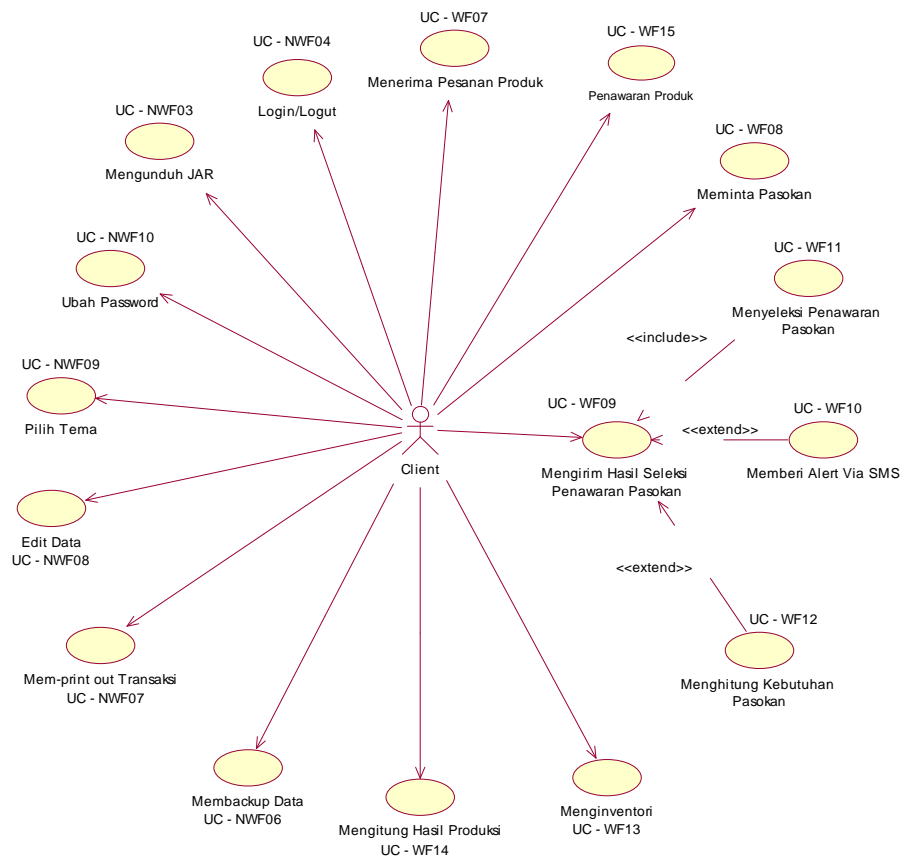 UC - WF07
Menerima Pesanan Produk
UC - NWF04
Login/Logut
UC - WF15
Penawaran Produk
UC - NWF03
Mengunduh JAR
UC - WF08
Meminta Pasokan
UC - NWF10
Ubah Password
UC - WF11
Menyeleksi Penawaran
Pasokan
<<include>>
UC - NWF09
Pilih Tema
UC - WF09
Mengirim Hasil Seleksi
Penawaran Pasokan
UC - WF10
<<extend>>
Memberi Alert Via SMS
Client
Edit Data
UC - NWF08
<<extend>>
UC - WF12
Menghitung Kebutuhan
Pasokan
Mem-print out Transaksi
UC - NWF07
Membackup Data
UC - NWF06
Mengitung Hasil Produksi
UC - WF14
Menginventori
UC - WF13